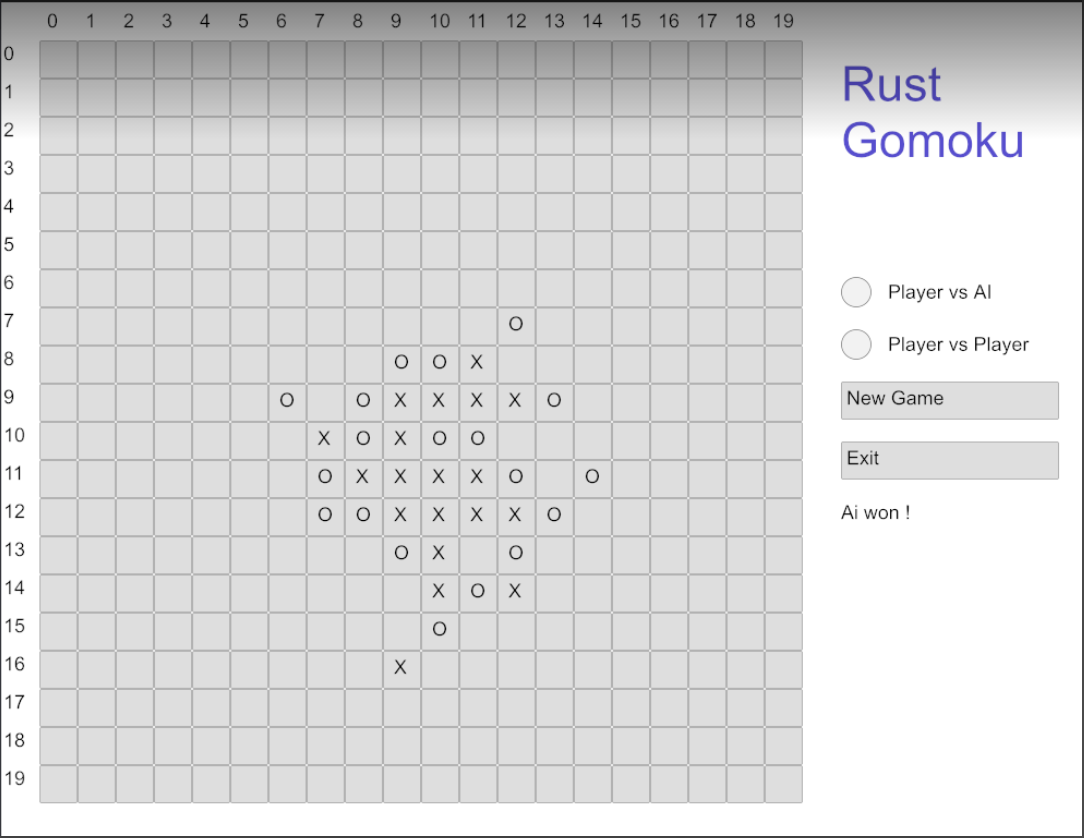 0 1 2 3 4 5 6 7 8 9 10 11 12 13 14 15 16 17 18 19
0
1
2
3
4
5
6
7 O
8 O O X
9 O O X X X X O
10 X O X O O
11 O X X X X O O
12 O O X X X X O
13 O X O
14 X O X
15 O
16 X
17
18
19
Rust
Gomoku
Player vs AI
Player vs Player
New Game
Exit
Ai won !